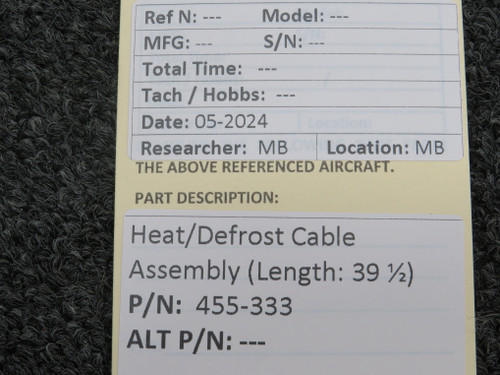 Ref N: --- Model: ---
MFG: --- S/N: ---
Total Time: ---
Tach / Hobbs: ---
Date: 05-2024
Researcher: MB Location: MB
THE ABOVE REFERENCED AIRCRAFT.
PART DESCRIPTION:
Heat/Defrost Cable
Assembly (Length: 39 ½)
P/N: 455-333
ALT P/N: ---